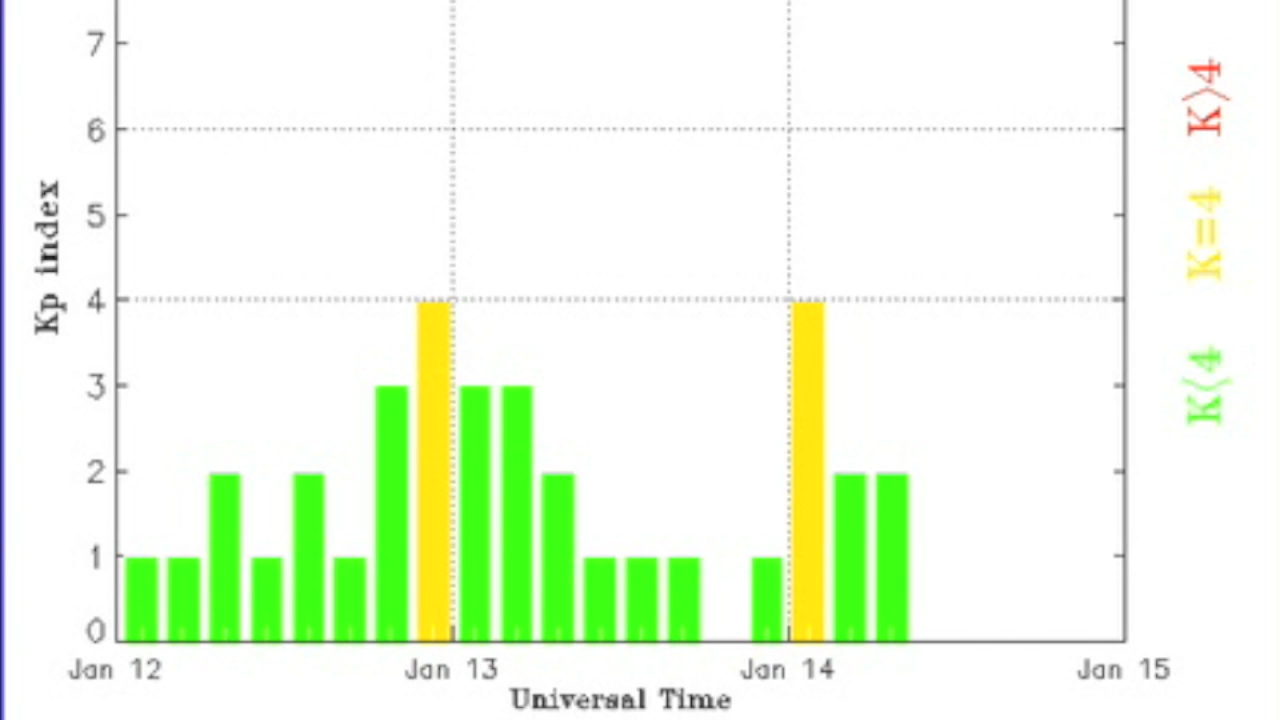 7
6
5
4
3
2
1
0
Kp index
Jan 12
Jan 13
Jan 14
Jan 15
Universal Time
K>4
K=4
K<4